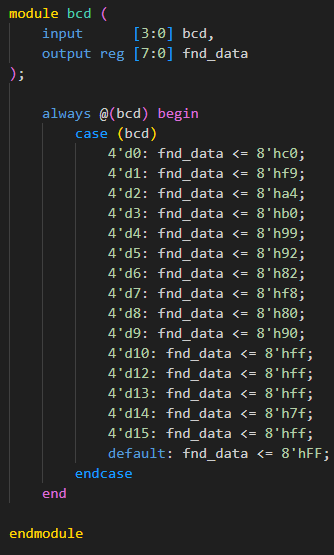 module bcd (
    input      [3:0] bcd,
    output reg [7:0] fnd_data
);

    always @(bcd) begin
        case (bcd)
            4'd0: fnd_data <= 8'hc0;
            4'd1: fnd_data <= 8'hf9;
            4'd2: fnd_data <= 8'ha4;
            4'd3: fnd_data <= 8'hb0;
            4'd4: fnd_data <= 8'h99;
            4'd5: fnd_data <= 8'h92;
            4'd6: fnd_data <= 8'h82;
            4'd7: fnd_data <= 8'hf8;
            4'd8: fnd_data <= 8'h80;
            4'd9: fnd_data <= 8'h90;
            4'd10: fnd_data <= 8'hff;
            4'd12: fnd_data <= 8'hff;
            4'd13: fnd_data <= 8'hff;
            4'd14: fnd_data <= 8'h7f;
            4'd15: fnd_data <= 8'hff;
            default: fnd_data <= 8'hFF;
        endcase
    end

endmodule